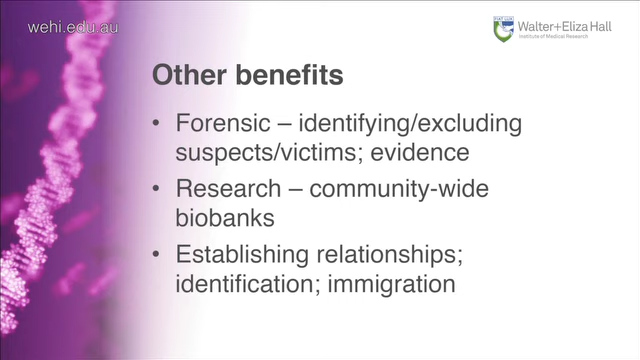 wehi.edu.au
Walter+Eliza Hall
Institute of Medical Research
Other benefits
• Forensic – identifying/excluding
suspects/victims; evidence
• Research – community-wide
biobanks
• Establishing relationships;
identification; immigration